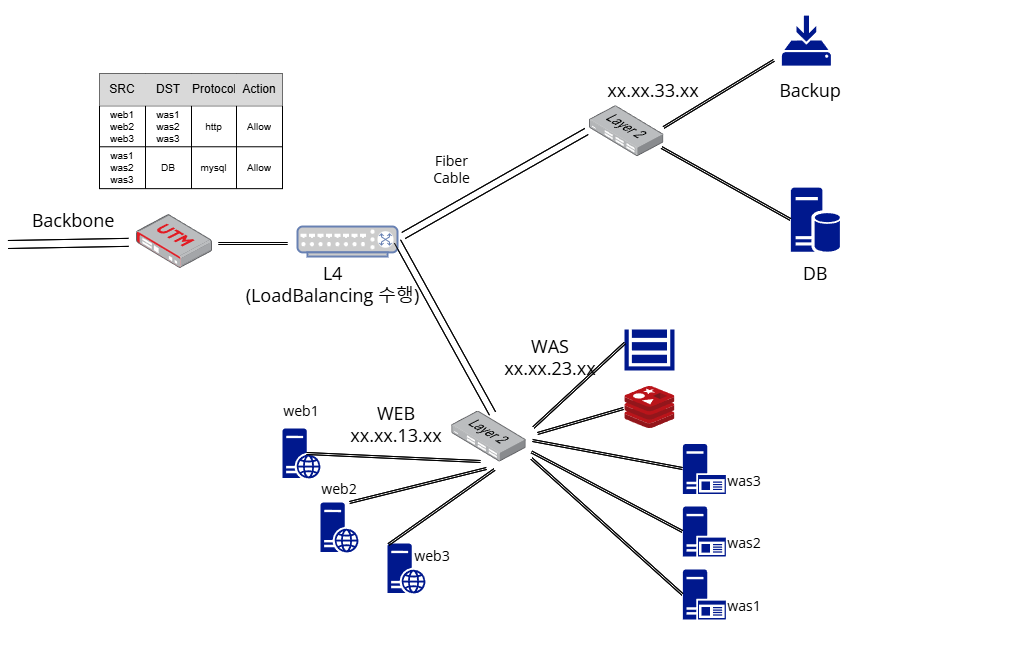 xx.xx.33.xx
Backup
SRC DST Protocol Action
web1
web2
web3
was1
was2
was3
http
Allow
was1
was2
was3
DB
mysql
Allow
Layer 2
Fiber
Cable
Backbone
UTM
L4
(LoadBalancing 수행)
DB
WAS
xx.xx.23.xx
web1
WEB
xx.xx.13.xx
Layer 2
web2
was3
web3
was2
was1